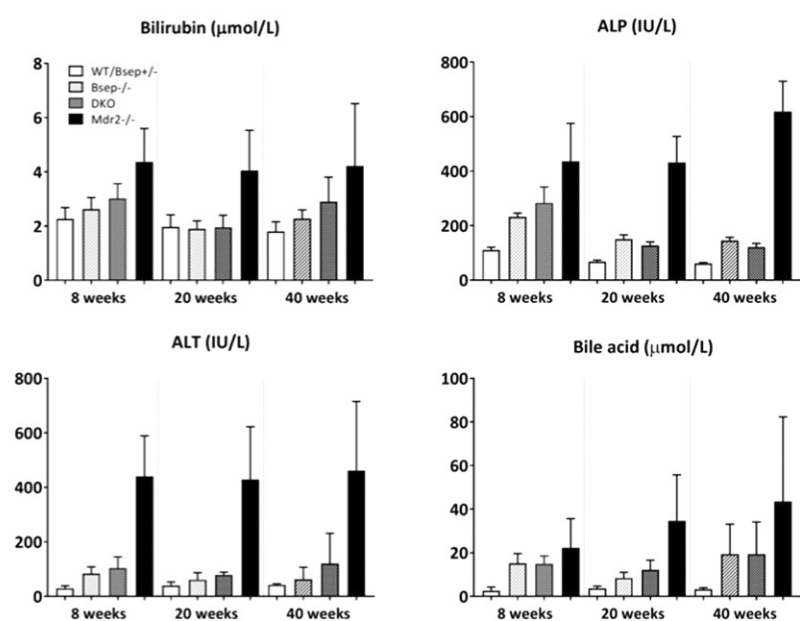 Bilirubin (μmol/L)
8
6
4
2
0
WT/Bsep+/-
Bsep-/-
DKO
Mdr2-/-
8 weeks 20 weeks 40 weeks
ALP (IU/L)
800
600
400
200
0
8 weeks 20 weeks 40 weeks
ALT (IU/L)
800
600
400
200
0
8 weeks 20 weeks 40 weeks
Bile acid (μmol/L)
100
80
60
40
20
0
8 weeks 20 weeks 40 weeks